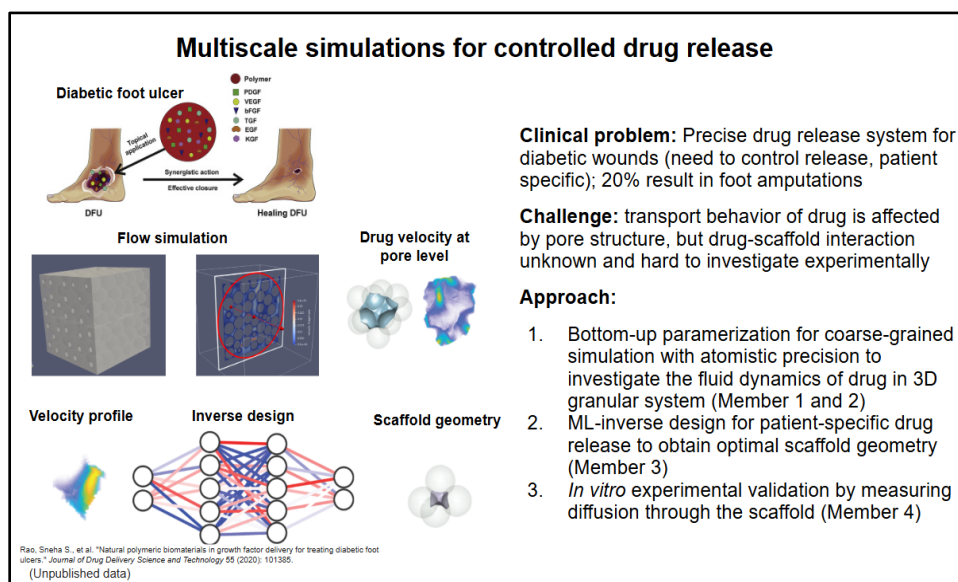 Multiscale simulations for controlled drug release
Diabetic foot ulcer
Polymer
PDGF
VEGF
bFGF
TGF
EGF
KGF
Topical
application
Synergistic action
Effective closure
DFU
Healing DFU
Flow simulation
Drug velocity at
pore level
Velocity profile
Inverse design
Scaffold geometry
Rao, Sneha S., et al. "Natural polymeric biomaterials in growth factor delivery for treating diabetic foot
ulcers." Journal of Drug Delivery Science and Technology 55 (2020): 101385.
(Unpublished data)
Clinical problem: Precise drug release system for
diabetic wounds (need to control release, patient
specific); 20% result in foot amputations
Challenge: transport behavior of drug is affected
by pore structure, but drug-scaffold interaction
unknown and hard to investigate experimentally
Approach:
1. Bottom-up paramerization for coarse-grained
simulation with atomistic precision to
investigate the fluid dynamics of drug in 3D
granular system (Member 1 and 2)
2. ML-inverse design for patient-specific drug
release to obtain optimal scaffold geometry
(Member 3)
3. In vitro experimental validation by measuring
diffusion through the scaffold (Member 4)